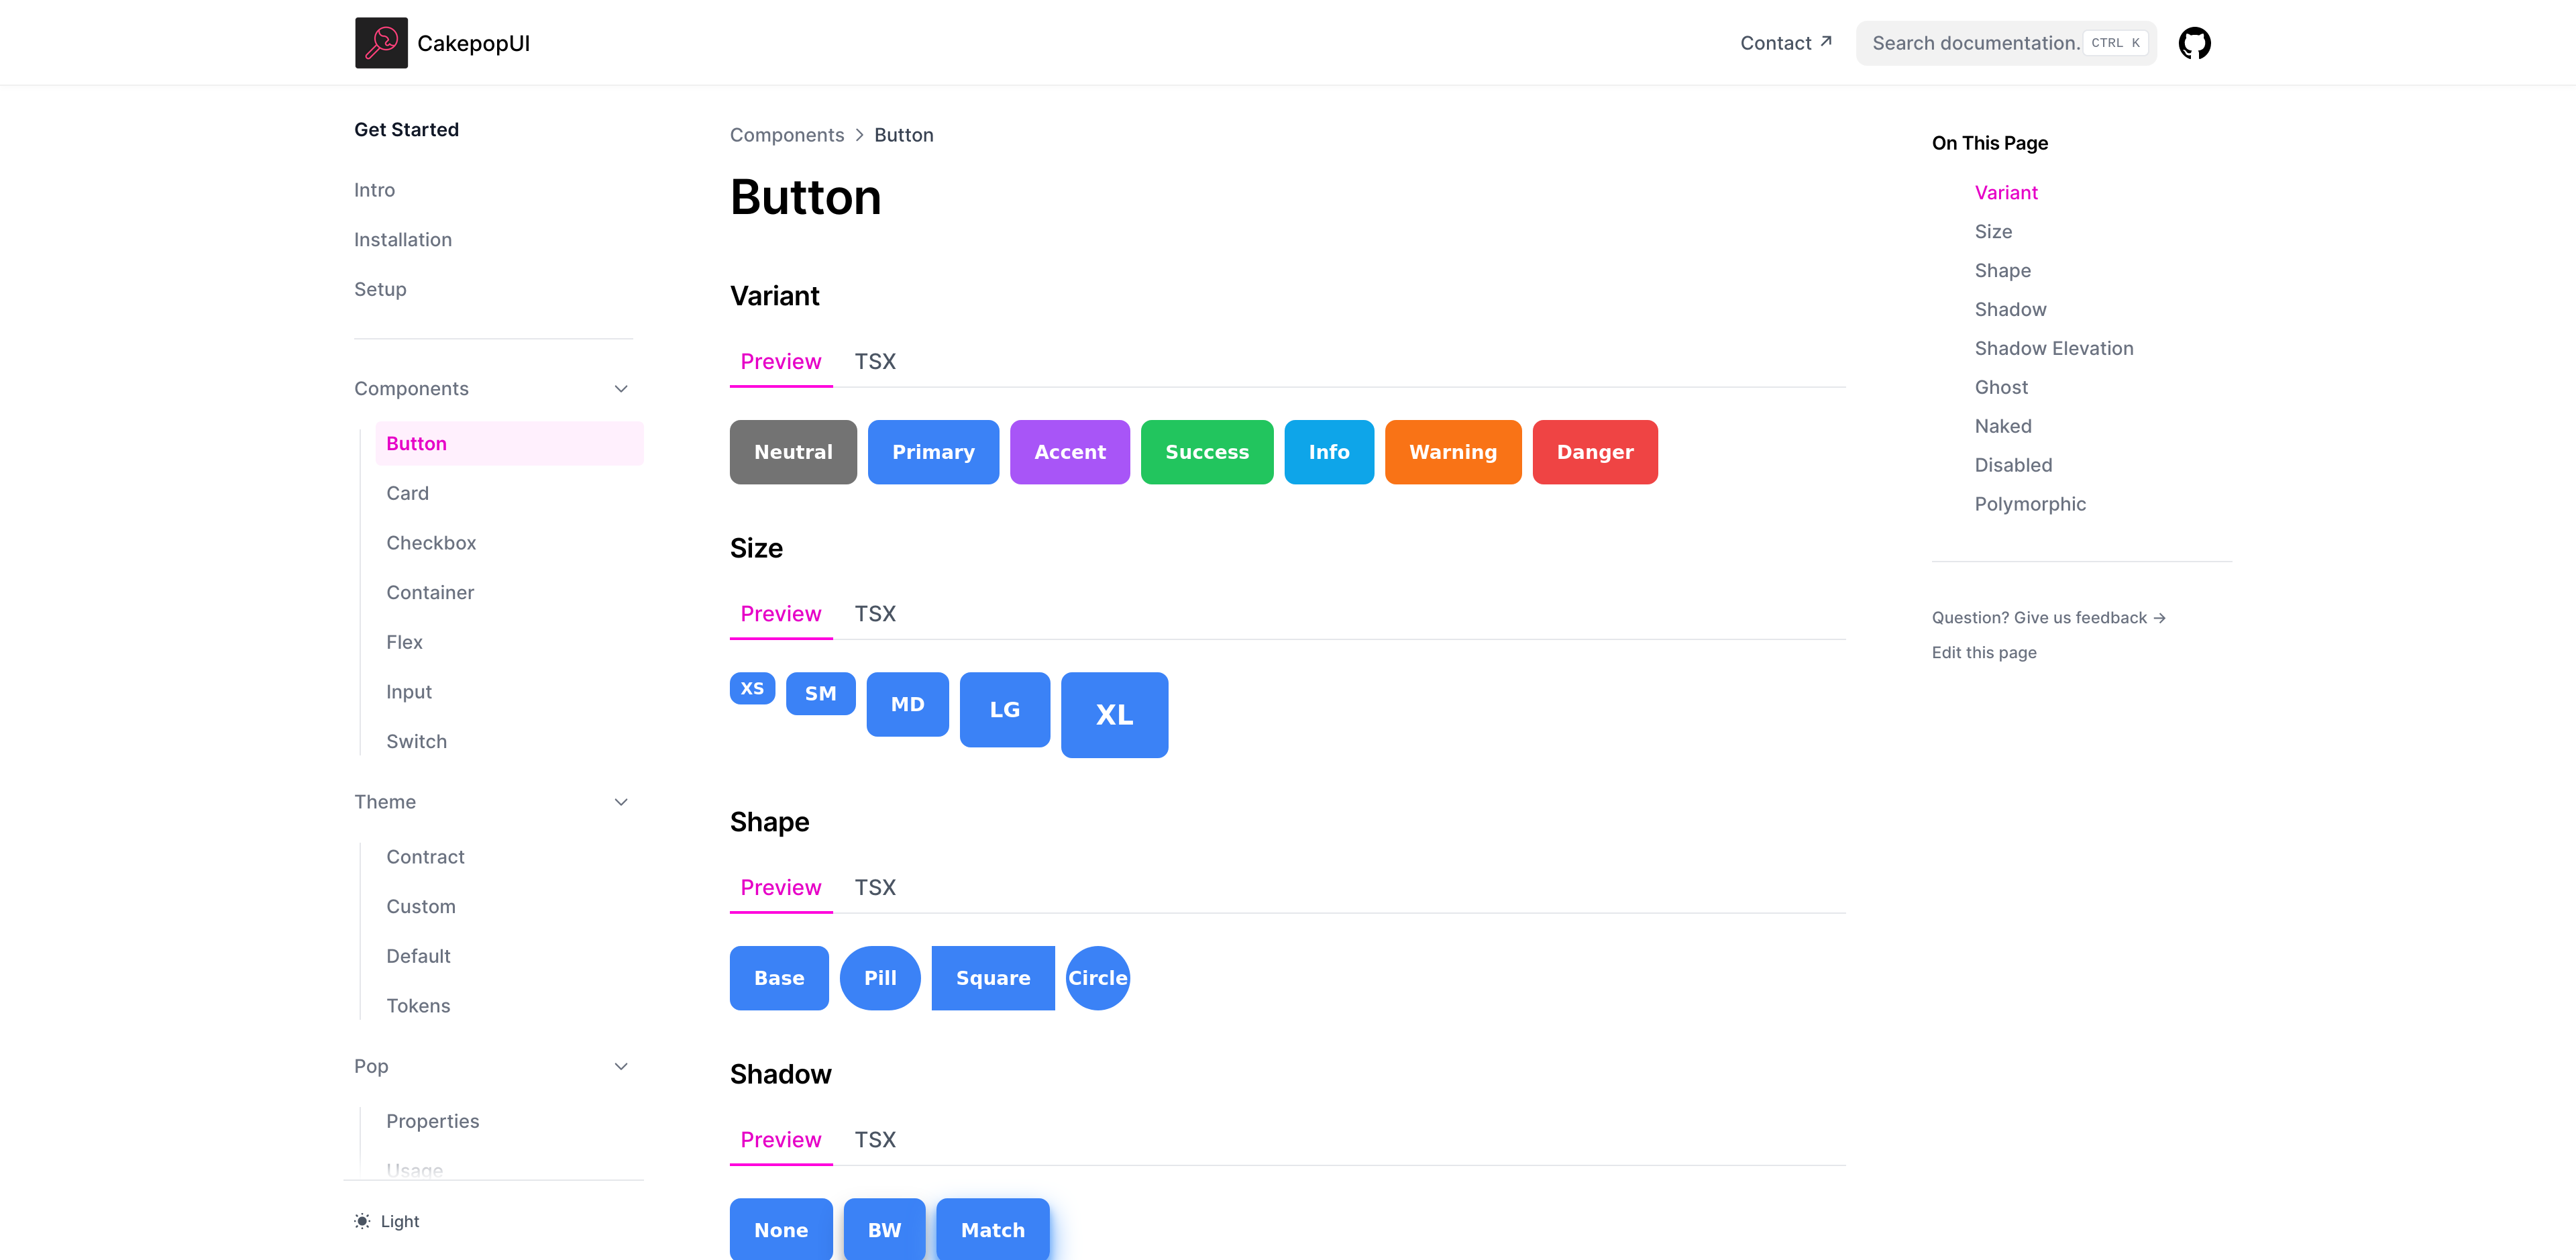 CakepopUI
Contact
Search documentation. CTRL K
Get Started
Intro
Installation
Setup
Components
Button
Card
Checkbox
Container
Flex
Input
Switch
Theme
Contract
Custom
Default
Tokens
Pop
Properties
Usage
Light
Components > Button
Button
Variant
Preview TSX
Neutral Primary Accent Success Info Warning Danger
Size
Preview TSX
XS SM MD LG XL
Shape
Preview TSX
Base Pill Square Circle
Shadow
Preview TSX
None BW Match
On This Page
Variant
Size
Shape
Shadow
Shadow Elevation
Ghost
Naked
Disabled
Polymorphic
Question? Give us feedback →
Edit this page